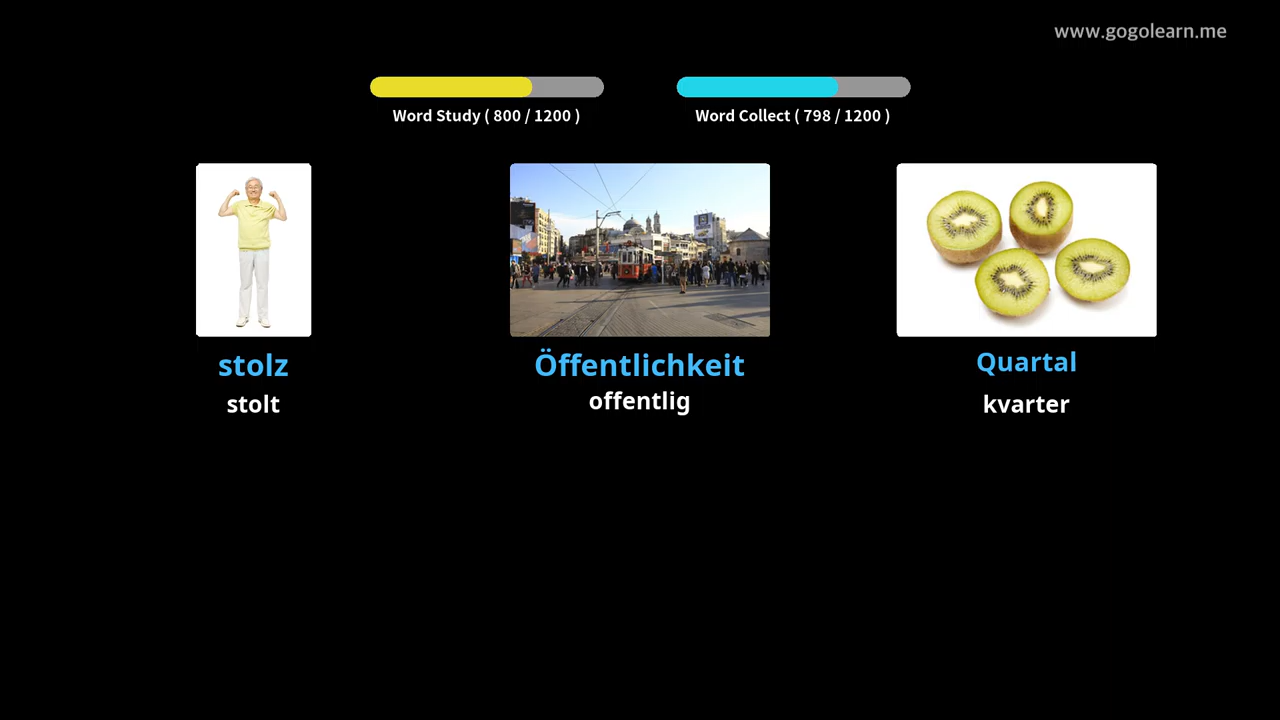 www.gogolearn.me
Word Study ( 800 / 1200 )
Word Collect ( 798 / 1200 )
stolz
stolt
Öffentlichkeit
offentlig
Quartal
kvarter